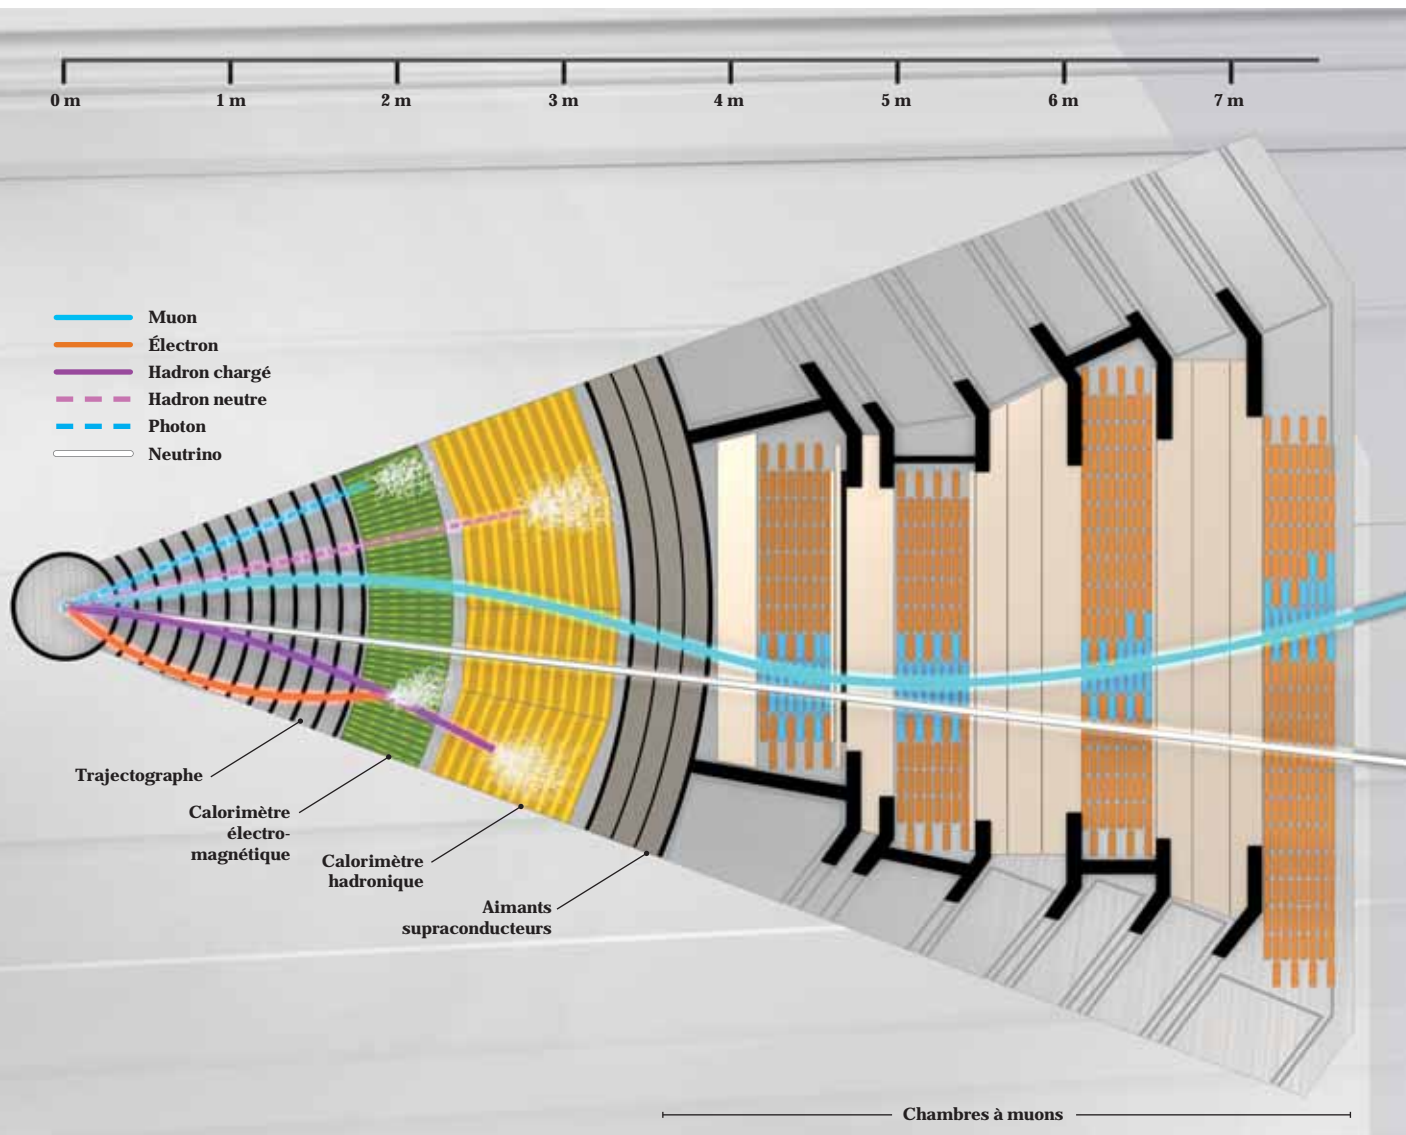 0 m 1 m 2 m 3 m 4 m 5 m 6 m 7 m
Muon
Électron
Hadron chargé
Hadron neutre
Photon
Neutrino
Trajectographe
Calorimètre
électro-
magnétique
Calorimètre
hadronique
Aimants
supraconducteurs
Chambres à muons